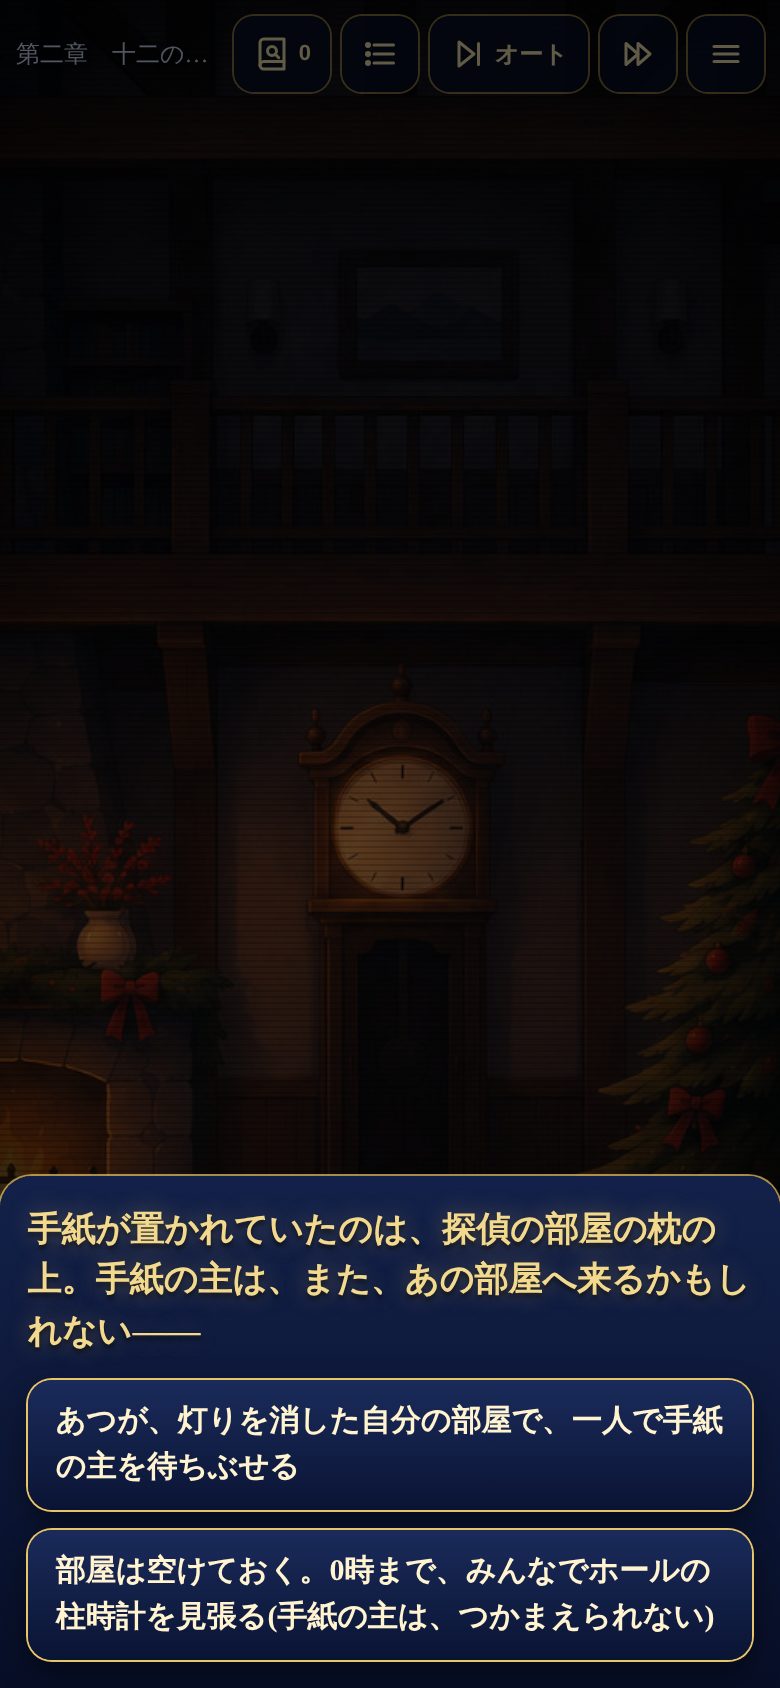 第二章　十二の…
0
オート
手紙が置かれていたのは、探偵の部屋の枕の
上。手紙の主は、また、あの部屋へ来るかもし
れない——
あつが、灯りを消した自分の部屋で、一人で手紙
の主を待ちぶせる
部屋は空けておく。0時まで、みんなでホールの
柱時計を見張る(手紙の主は、つかまえられない)